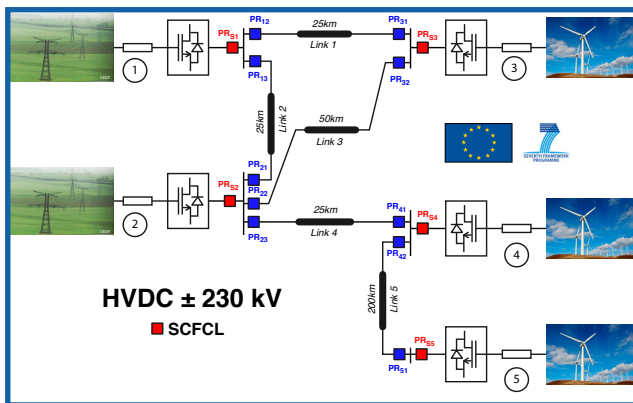 PRS1
PR12
25km
Link 1
PR31
PRS3
1
PR13
PR32
3
25km
Link 2
50km
Link 3
SEVENTH FRAMEWORK
PROGRAMME
PR21
PRS2
PR22
2
PR23
25km
Link 4
PR41
PRS4
PR42
4
200km
Link 5
HVDC ± 230 kV
SCFCL
PRS5
PR51
5